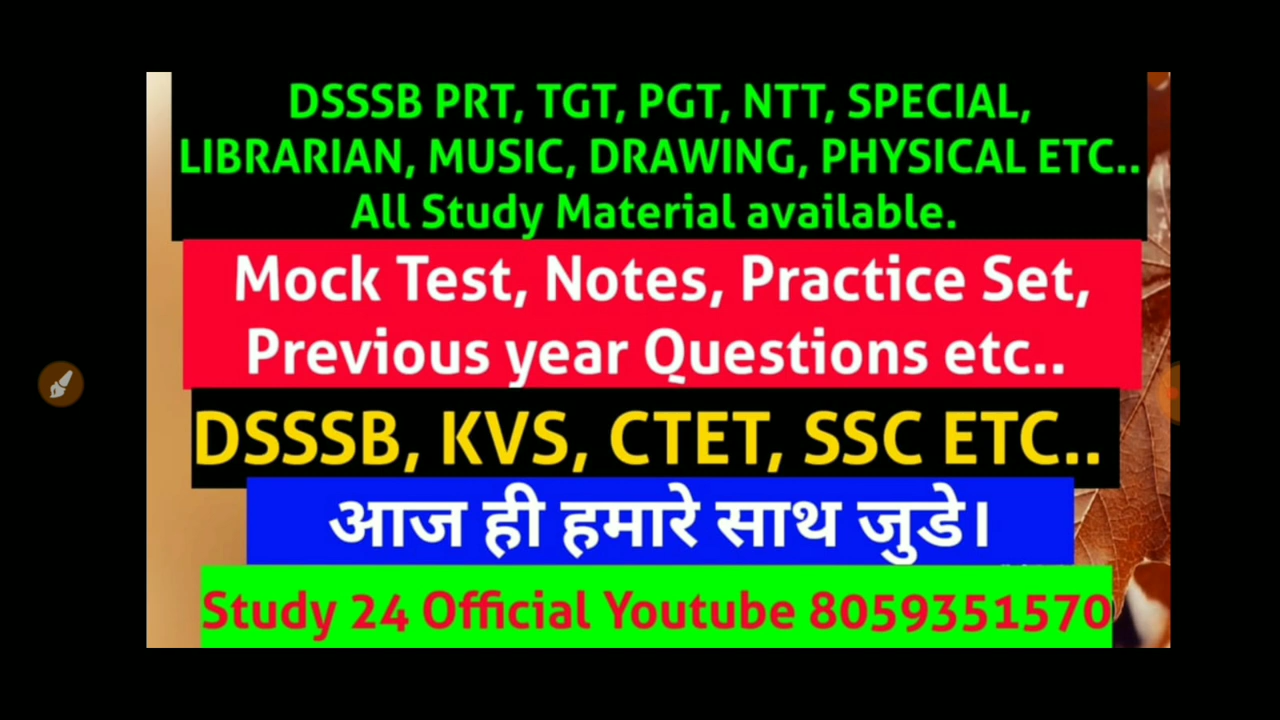 DSSSB PRT, TGT, PGT, NTT, SPECIAL,
LIBRARIAN, MUSIC, DRAWING, PHYSICAL ETC..
All Study Material available.
Mock Test, Notes, Practice Set,
Previous year Questions etc..
DSSSB, KVS, CTET, SSC ETC..
आज ही हमारे साथ जुडे।
Study 24 Official Youtube 8059351570